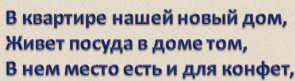 В квартире нашей новый дом,
Живет посуда в доме том,
В нем место есть и для конфет,